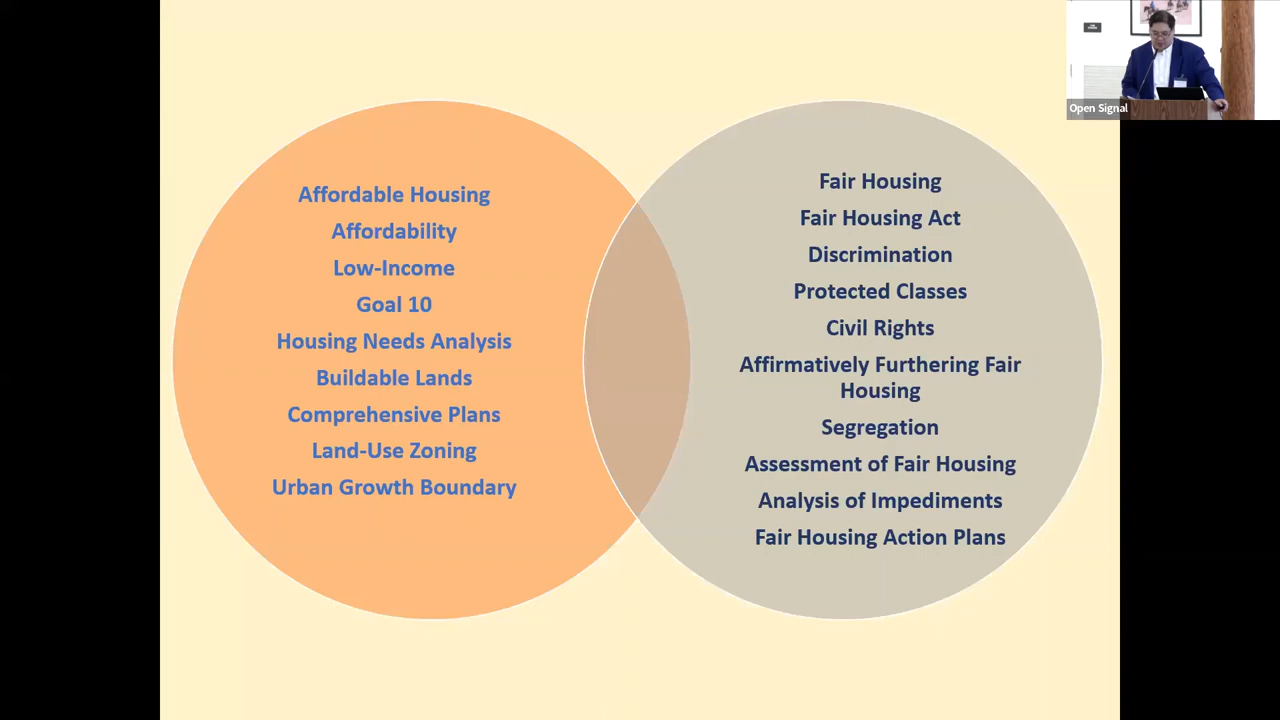 Affordable Housing
Affordability
Low-Income
Goal 10
Housing Needs Analysis
Buildable Lands
Comprehensive Plans
Land-Use Zoning
Urban Growth Boundary
Fair Housing
Fair Housing Act
Discrimination
Protected Classes
Civil Rights
Affirmatively Furthering Fair
Housing
Segregation
Assessment of Fair Housing
Analysis of Impediments
Fair Housing Action Plans
Open Signal